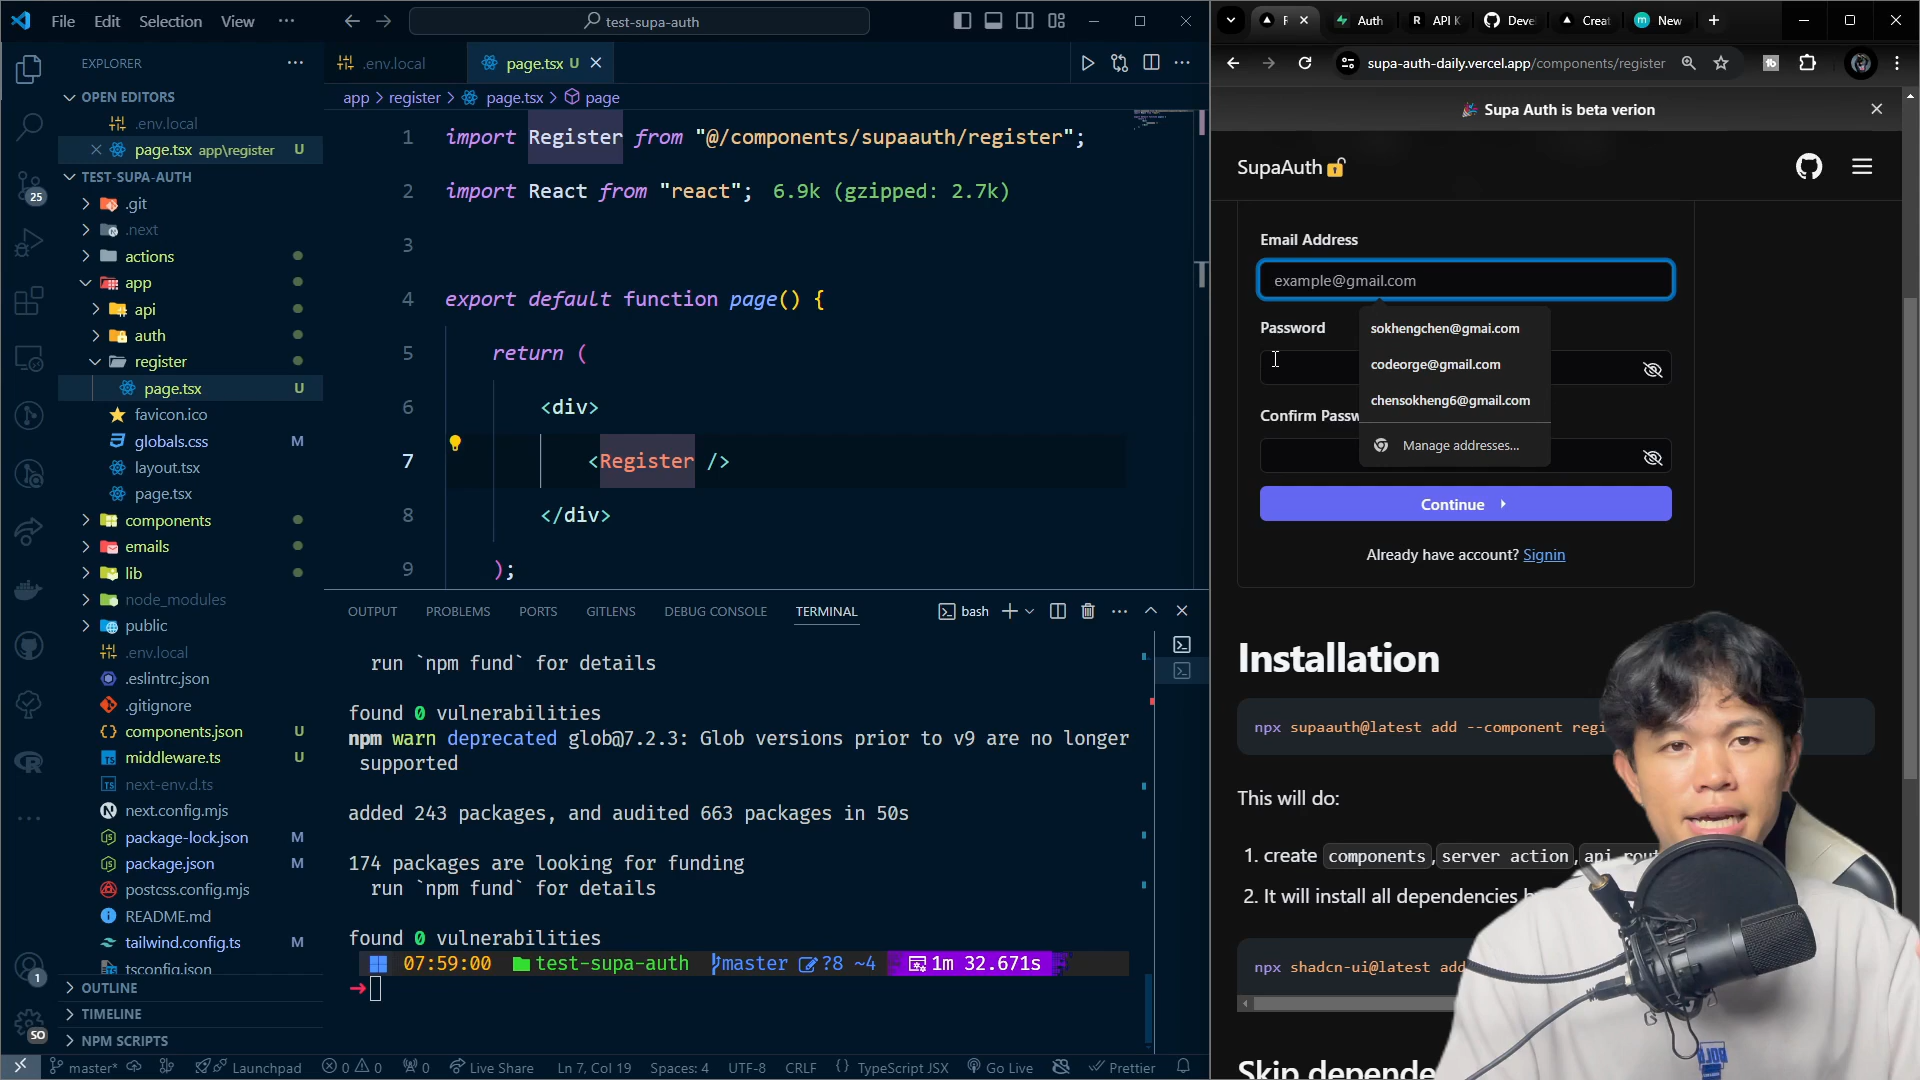 File Edit Selection View ···
test-supa-auth
EXPLORER ···
OPEN EDITORS
.env.local
page.tsx app\register U
TEST-SUPA-AUTH
.git
.next
actions
app
api
auth
register
page.tsx U
favicon.ico
globals.css M
layout.tsx
page.tsx
components
emails
lib
node_modules
public
.env.local
.eslintrc.json
.gitignore
components.json U
middleware.ts U
next-env.d.ts
next.config.mjs
package-lock.json M
package.json M
postcss.config.mjs
README.md
tailwind.config.ts M
tsconfig.json
OUTLINE
TIMELINE
NPM SCRIPTS
25
1
SO
.env.local page.tsx U
app > register > page.tsx > page
1 import Register from "@/components/supaauth/register";
2 import React from "react"; 6.9k (gzipped: 2.7k)
3
4 export default function page() {
5 return (
6 <div>
7 <Register />
8 </div>
9 );
OUTPUT PROBLEMS PORTS GITLENS DEBUG CONSOLE TERMINAL bash
run `npm fund` for details
found 0 vulnerabilities
npm warn deprecated glob@7.2.3: Glob versions prior to v9 are no longer
supported
added 243 packages, and audited 663 packages in 50s
174 packages are looking for funding
run `npm fund` for details
found 0 vulnerabilities
07:59:00 test-supa-auth master ?8 ~4 1m 32.671s
master* Launchpad 0 0 0 Live Share Ln 7, Col 19 Spaces: 4 UTF-8 CRLF TypeScript JSX Go Live Prettier
Auth API K Deve Creat New
supa-auth-daily.vercel.app/components/register
🎉 Supa Auth is beta verion
SupaAuth🔓
Email Address
example@gmail.com
Password
sokhengchen@gmai.com
codeorge@gmail.com
chensokheng6@gmail.com
Manage addresses...
Confirm Passw
Continue
Already have account? Signin
Installation
npx supaauth@latest add --component regi
This will do:
1. create components, server action, api rout
2. It will install all dependencies b
npx shadcn-ui@latest add
Skip depende